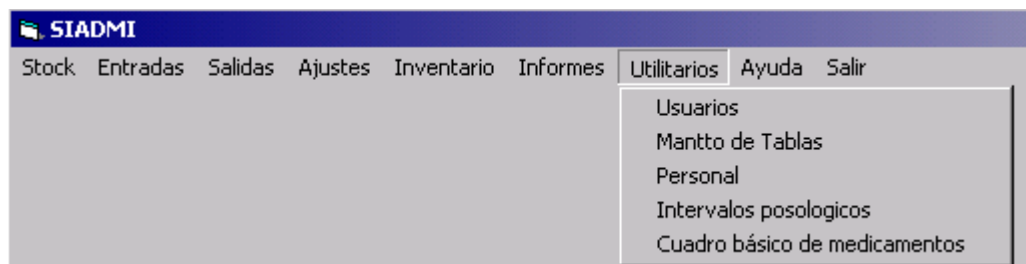 SIADMI
Stock Entradas Salidas Ajustes Inventario Informes Utilitarios Ayuda Salir
Usuarios
Mantto de Tablas
Personal
Intervalos posologicos
Cuadro básico de medicamentos